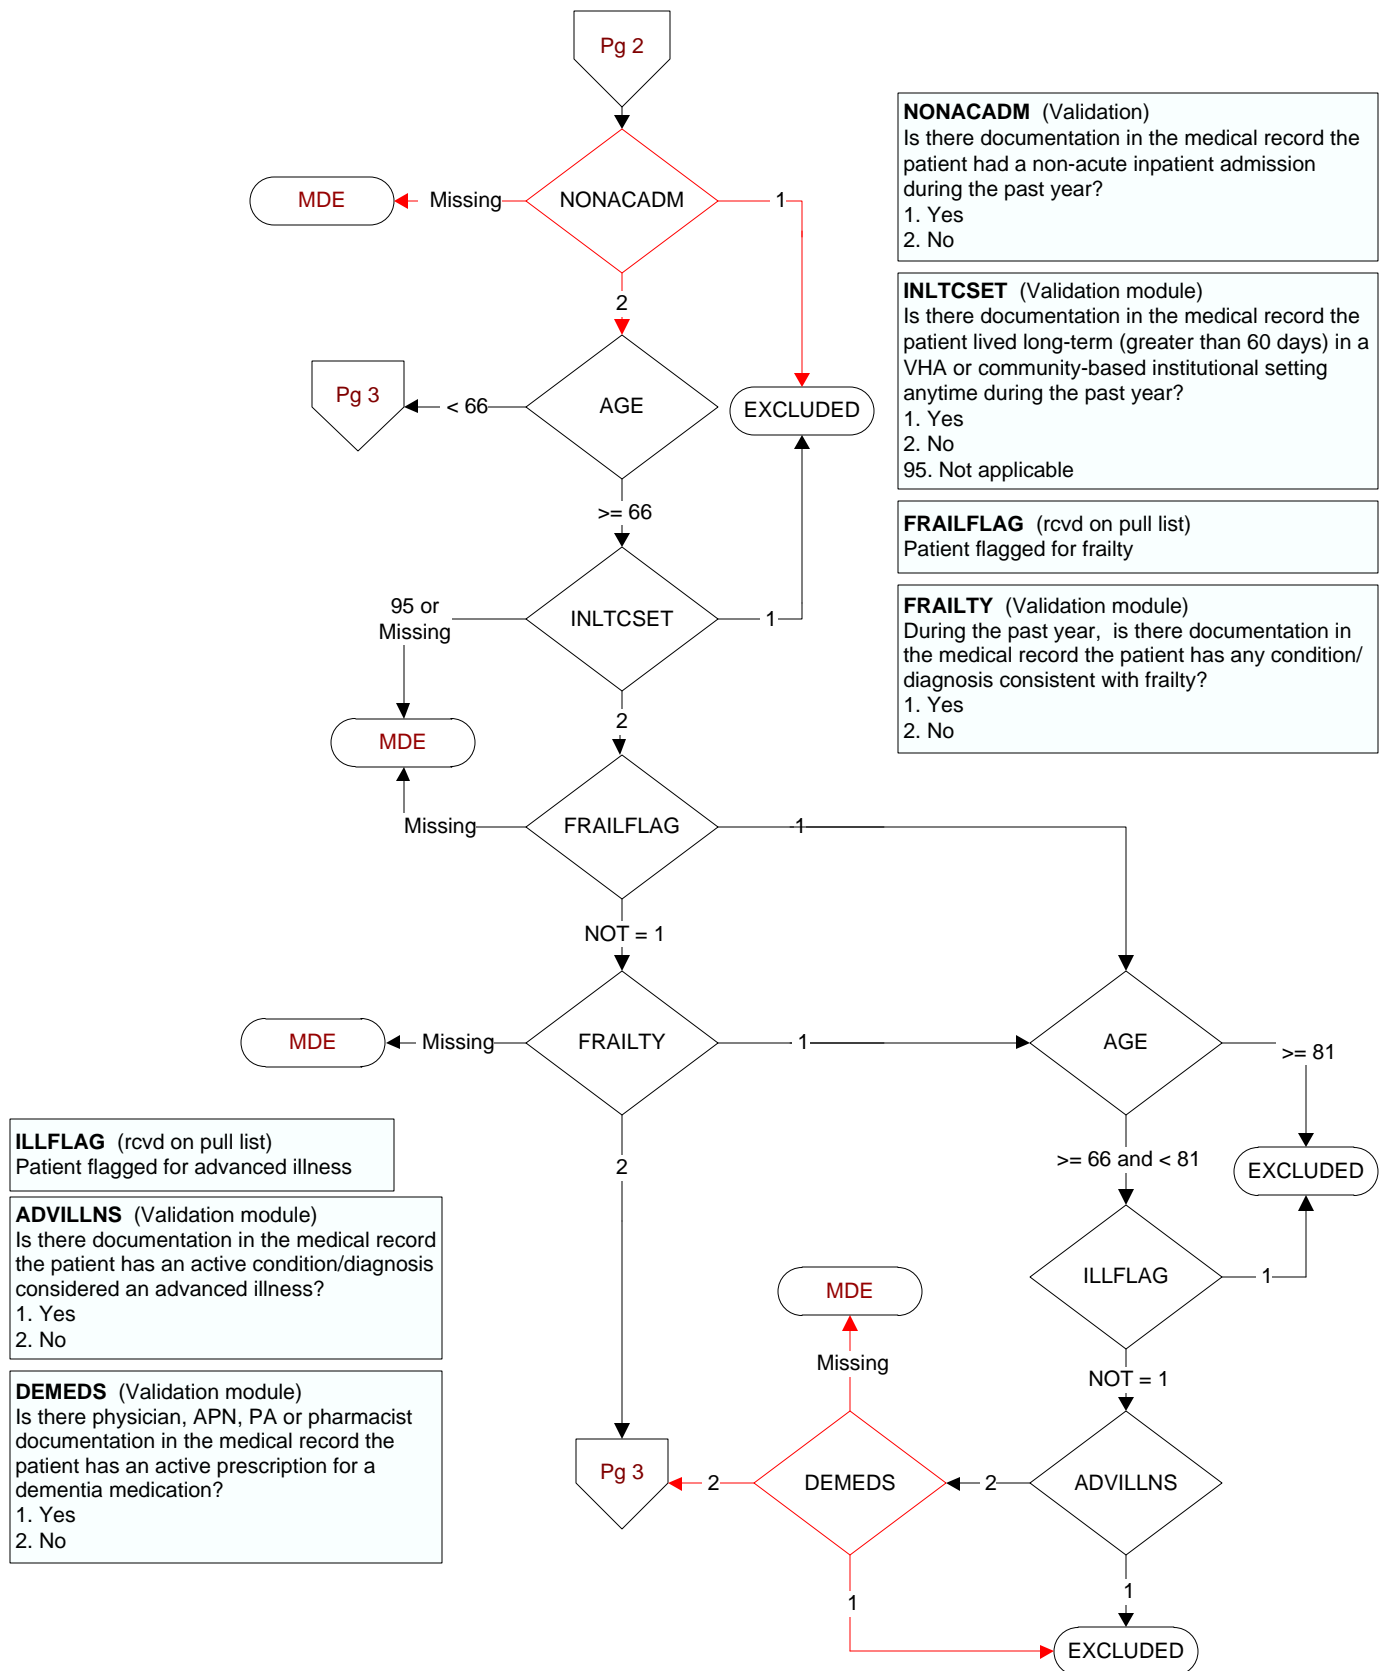 Pg 2
NONACADM
Missing
MDE
1
2
AGE
< 66
Pg 3
EXCLUDED
>= 66
INLTCSET
95 or
Missing
1
MDE
2
FRAILFLAG
Missing
1
NOT = 1
FRAILTY
Missing
MDE
1
AGE
>= 81
2
>= 66 and < 81
EXCLUDED
ILLFLAG
1
MDE
Missing
NOT = 1
Pg 3
2
DEMEDS
2
ADVILLNS
1
1
EXCLUDED
NONACADM (Validation)
Is there documentation in the medical record the
patient had a non-acute inpatient admission
during the past year?
1. Yes
2. No
INLTCSET (Validation module)
Is there documentation in the medical record the
patient lived long-term (greater than 60 days) in a
VHA or community-based institutional setting
anytime during the past year?
1. Yes
2. No
95. Not applicable
FRAILFLAG (rcvd on pull list)
Patient flagged for frailty
FRAILTY (Validation module)
During the past year, is there documentation in
the medical record the patient has any condition/
diagnosis consistent with frailty?
1. Yes
2. No
ILLFLAG (rcvd on pull list)
Patient flagged for advanced illness
ADVILLNS (Validation module)
Is there documentation in the medical record
the patient has an active condition/diagnosis
considered an advanced illness?
1. Yes
2. No
DEMEDS (Validation module)
Is there physician, APN, PA or pharmacist
documentation in the medical record the
patient has an active prescription for a
dementia medication?
1. Yes
2. No